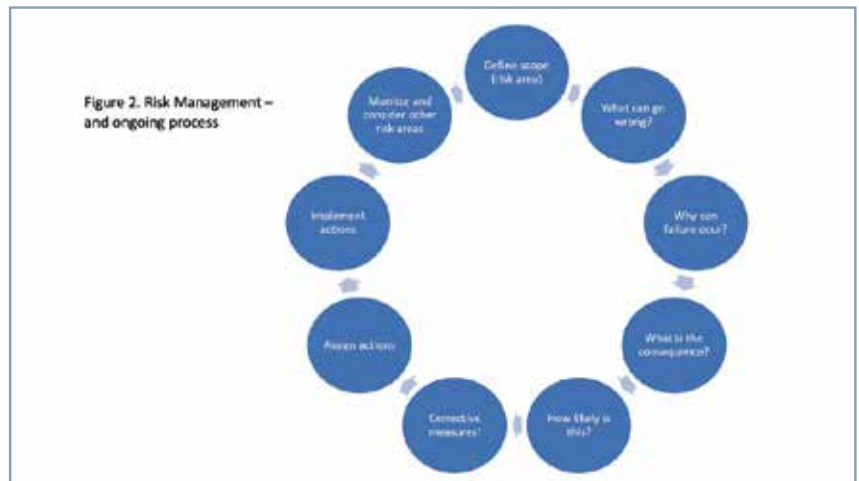 Figure 2. Risk Management –
and ongoing process
Define scope
(risk area)
What can go
wrong?
Why can
failure ocur?
What is the
consequence?
How likely is
this?
Corrective
measures?
Assign actions
Implement
actions
Monitor and
consider other
risk areas